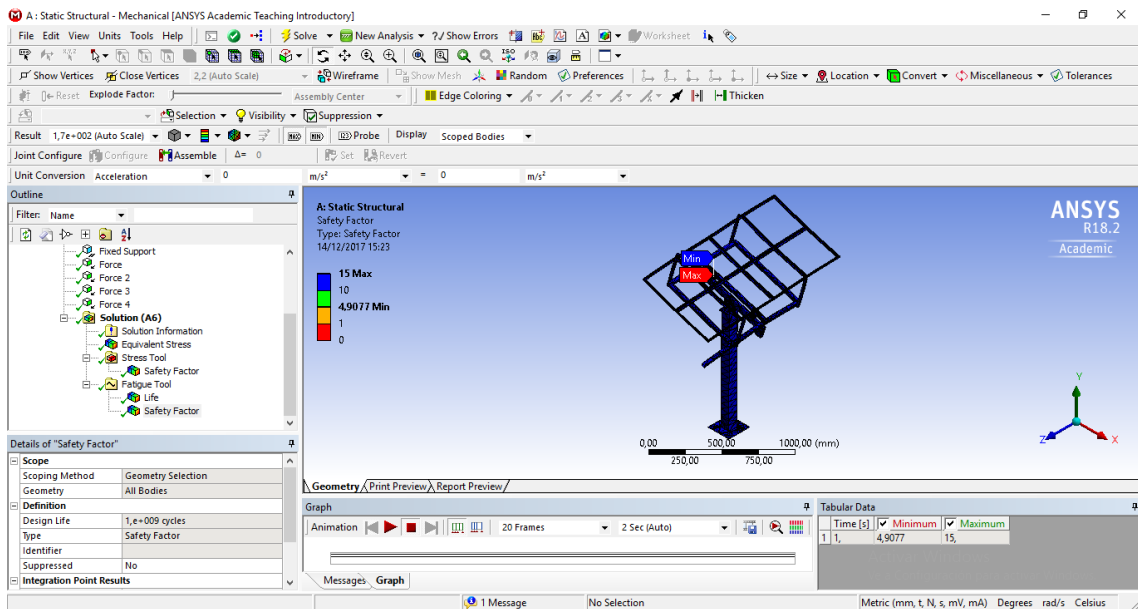 A : Static Structural - Mechanical [ANSYS Academic Teaching Introductory]
File Edit View Units Tools Help Solve New Analysis ?/ Show Errors Worksheet
Show Vertices Close Vertices 2,2 (Auto Scale) Wireframe Show Mesh Random Preferences Size Location Convert Miscellaneous Tolerances
Reset Explode Factor: Assembly Center Edge Coloring Thicken
Selection Visibility Suppression
Result 1,7e+002 (Auto Scale) MAX MIN Probe Display Scoped Bodies
Joint Configure Configure Assemble Δ= 0 Set Revert
Unit Conversion Acceleration 0 m/s² = 0 m/s²
Outline
Filter: Name
Fixed Support
Force
Force 2
Force 3
Force 4
Solution (A6)
Solution Information
Equivalent Stress
Stress Tool
Safety Factor
Fatigue Tool
Life
Safety Factor
Details of "Safety Factor"
Scope
Scoping Method Geometry Selection
Geometry All Bodies
Definition
Design Life 1,e+009 cycles
Type Safety Factor
Identifier
Suppressed No
Integration Point Results
A: Static Structural
Safety Factor
Type: Safety Factor
14/12/2017 15:23
15 Max
10
4,9077 Min
1
0
Min
Max
ANSYS
R18.2
Academic
Y
Z
X
0,00 500,00 1000,00 (mm)
250,00 750,00
Geometry Print Preview Report Preview
Graph
Animation 20 Frames 2 Sec (Auto)
Messages Graph
Tabular Data
Time [s] Minimum Maximum
1 1, 4,9077 15,
1 Message No Selection Metric (mm, t, N, s, mV, mA) Degrees rad/s Celsius